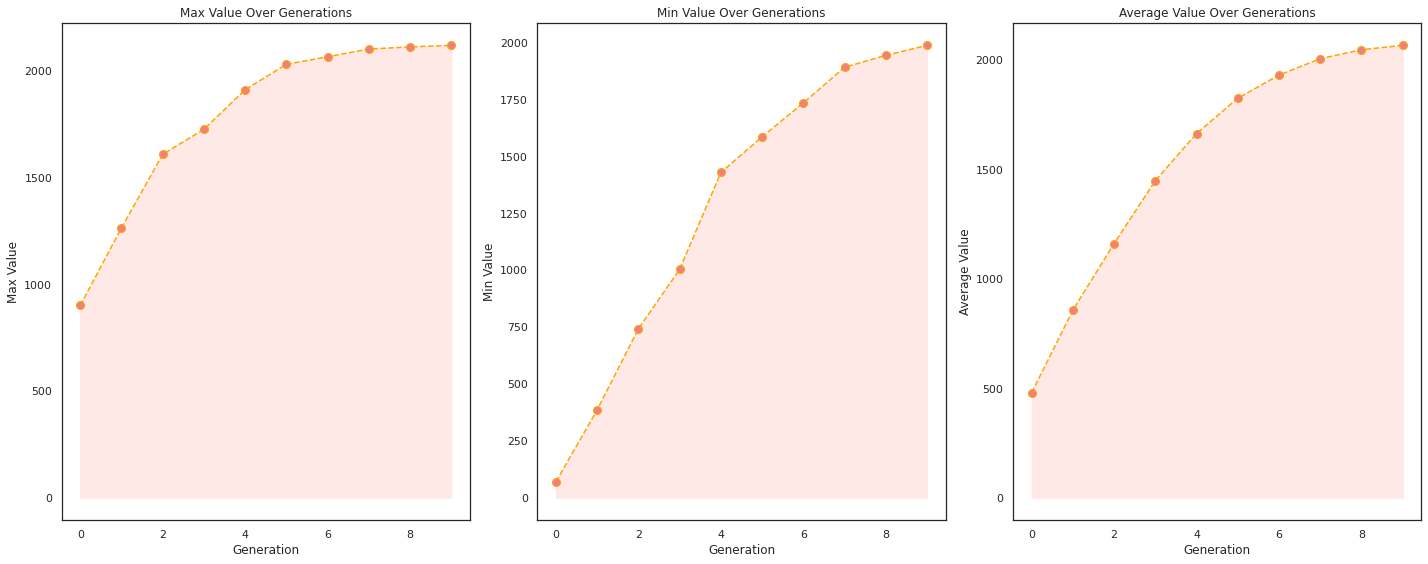 Max Value Over Generations
Max Value
2000
1500
1000
500
0
0 2 4 6 8
Generation
Min Value Over Generations
Min Value
2000
1750
1500
1250
1000
750
500
250
0
0 2 4 6 8
Generation
Average Value Over Generations
Average Value
2000
1500
1000
500
0
0 2 4 6 8
Generation